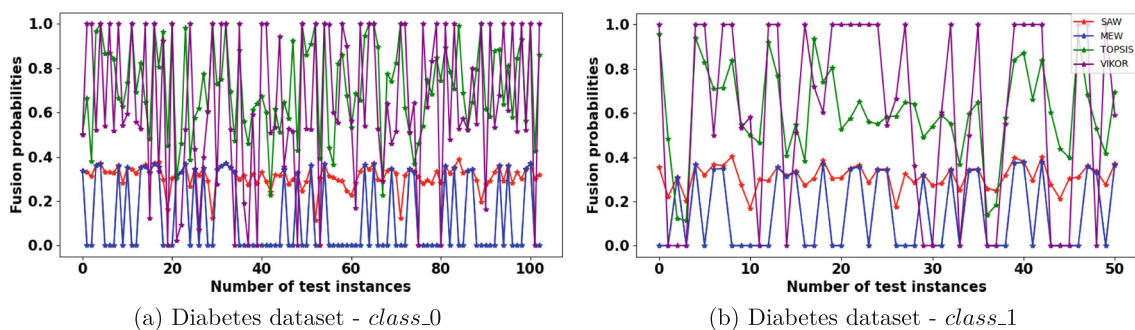 Fusion probabilities
1.0
0.8
0.6
0.4
0.2
0.0
0 20 40 60 80 100
Number of test instances
(a) Diabetes dataset - class_0
Fusion probabilities
1.0
0.8
0.6
0.4
0.2
0.0
SAW
MEW
TOPSIS
VIKOR
0 10 20 30 40 50
Number of test instances
(b) Diabetes dataset - class_1